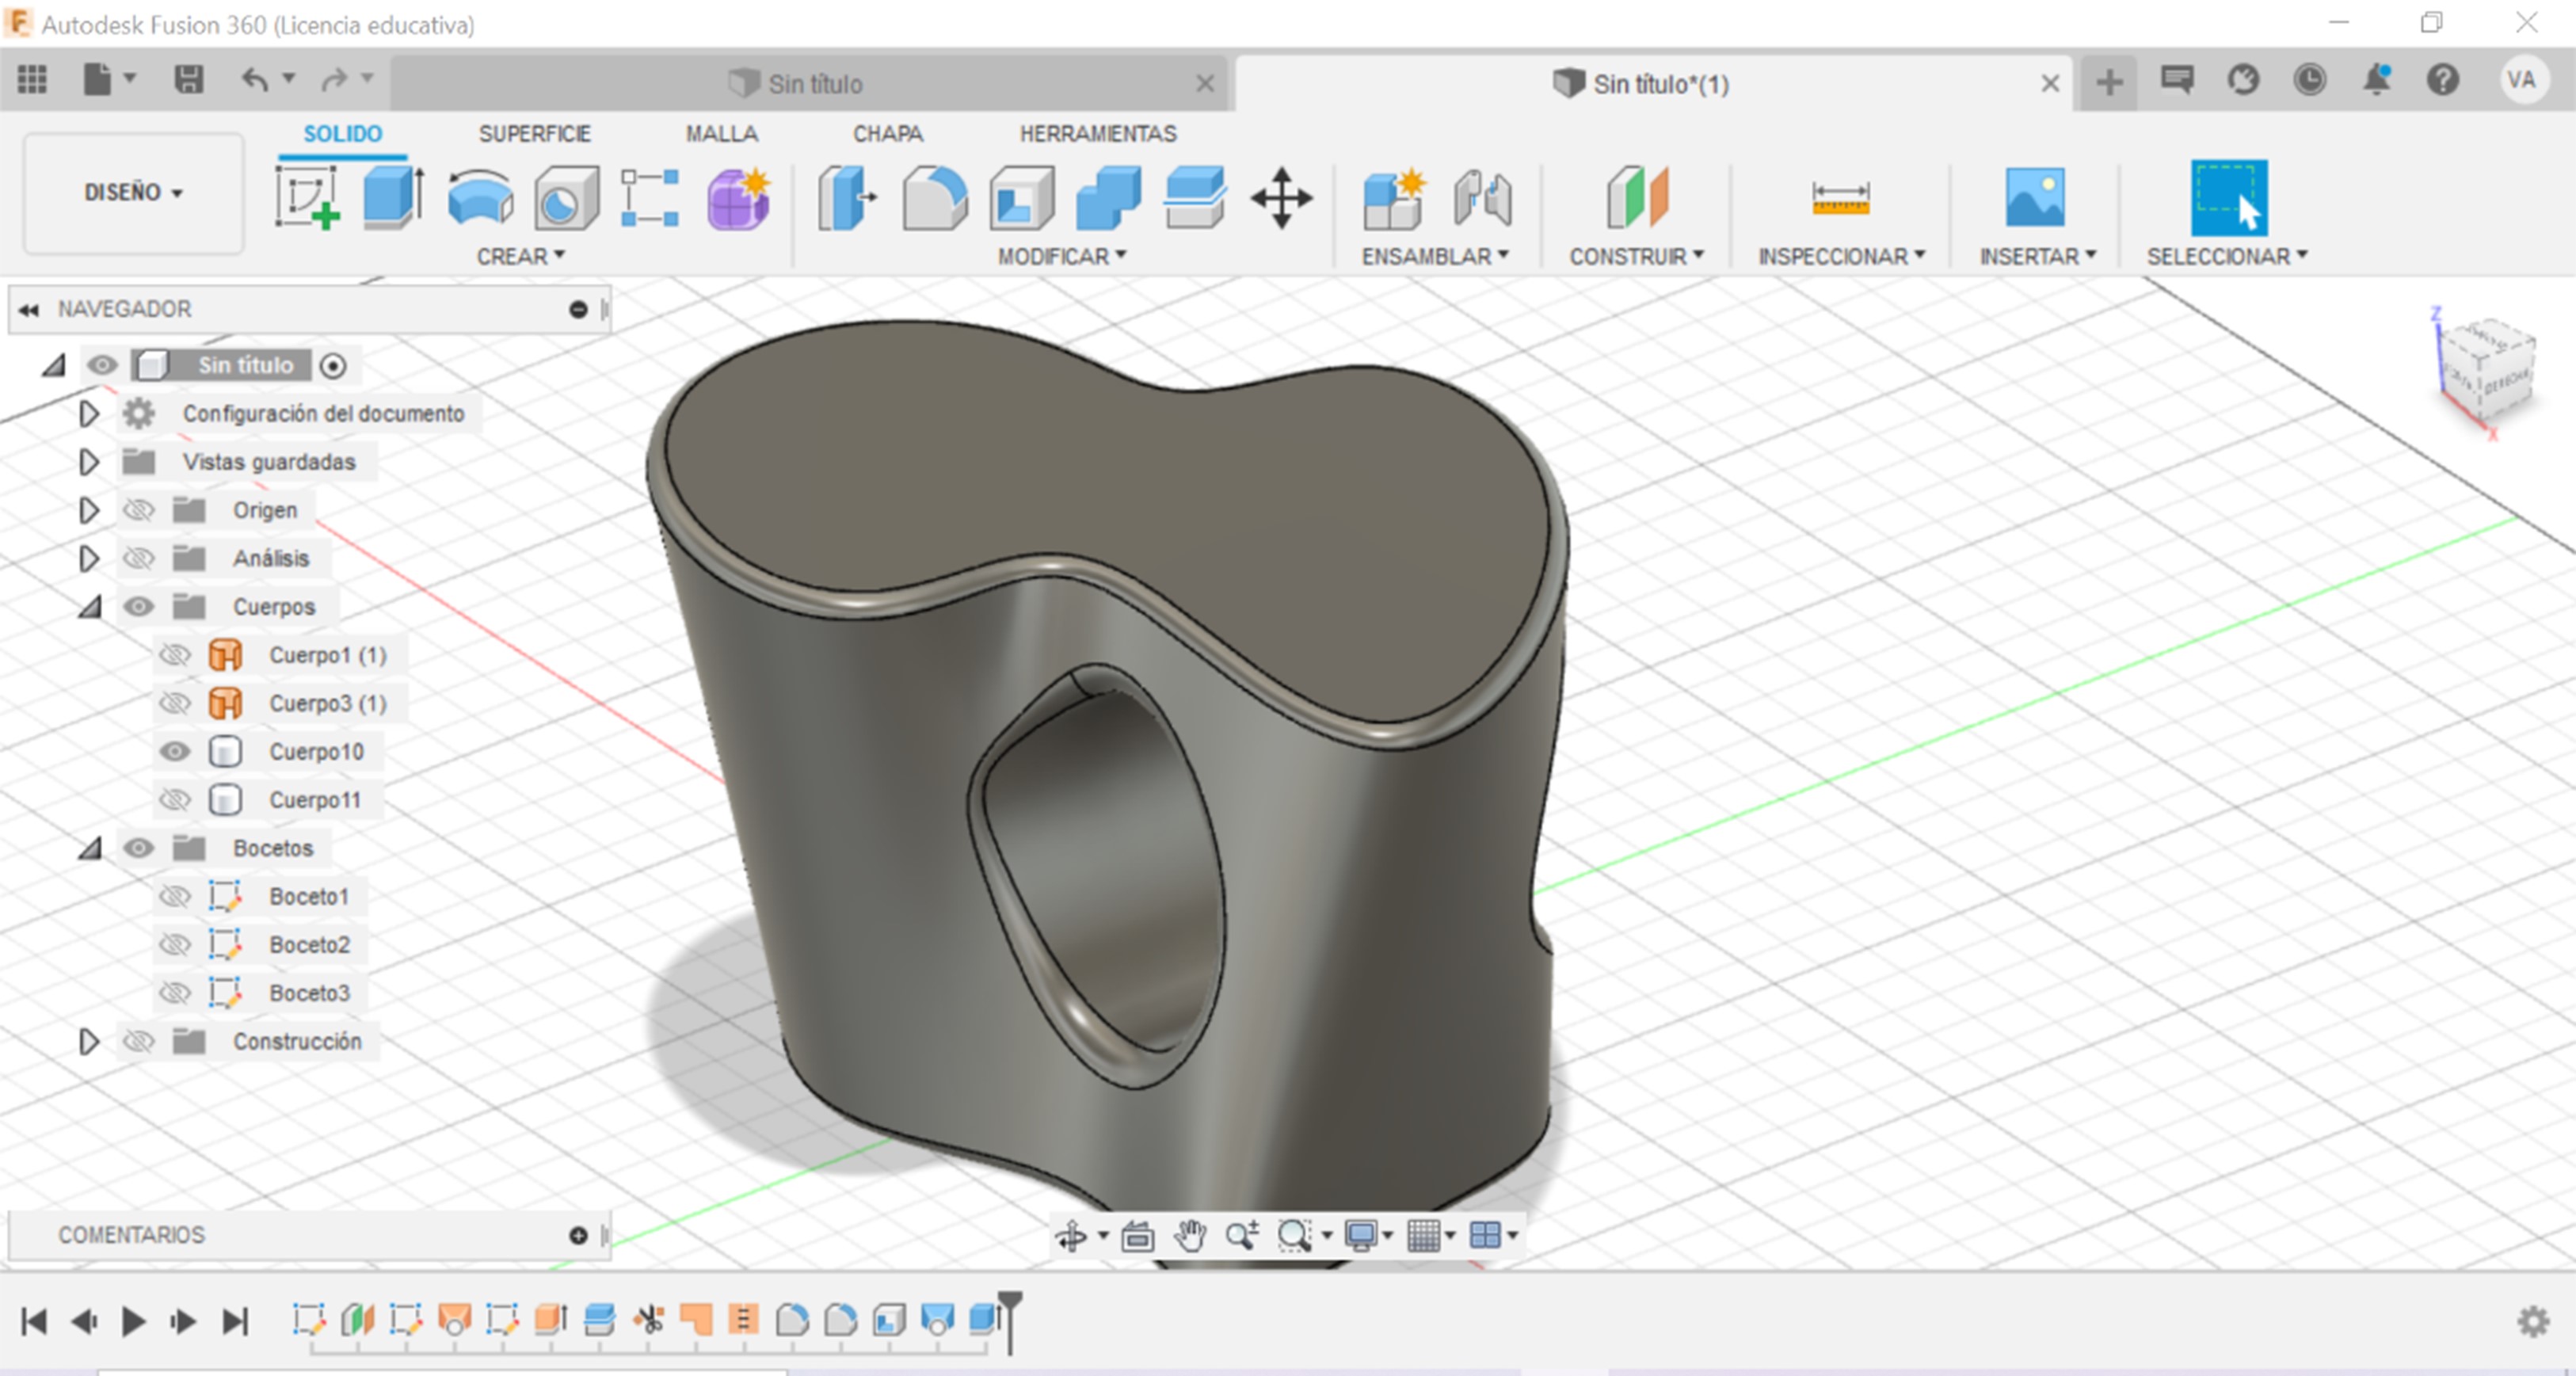 Autodesk Fusion 360 (Licencia educativa)
Sin título
Sin título*(1)
VA
DISEÑO
SOLIDO
SUPERFICIE
MALLA
CHAPA
HERRAMIENTAS
CREAR
MODIFICAR
ENSAMBLAR
CONSTRUIR
INSPECCIONAR
INSERTAR
SELECCIONAR
NAVEGADOR
Sin título
Configuración del documento
Vistas guardadas
Origen
Análisis
Cuerpos
Cuerpo1 (1)
Cuerpo3 (1)
Cuerpo10
Cuerpo11
Bocetos
Boceto1
Boceto2
Boceto3
Construcción
Z
X
COMENTARIOS